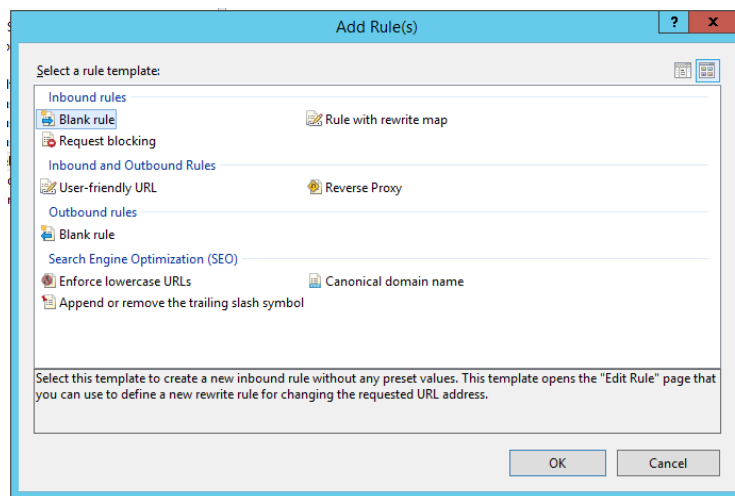 Add Rule(s)
?
x
Select a rule template:
Inbound rules
Blank rule
Rule with rewrite map
Request blocking
Inbound and Outbound Rules
User-friendly URL
Reverse Proxy
Outbound rules
Blank rule
Search Engine Optimization (SEO)
Enforce lowercase URLs
Canonical domain name
Append or remove the trailing slash symbol
Select this template to create a new inbound rule without any preset values. This template opens the "Edit Rule" page that
you can use to define a new rewrite rule for changing the requested URL address.
OK
Cancel